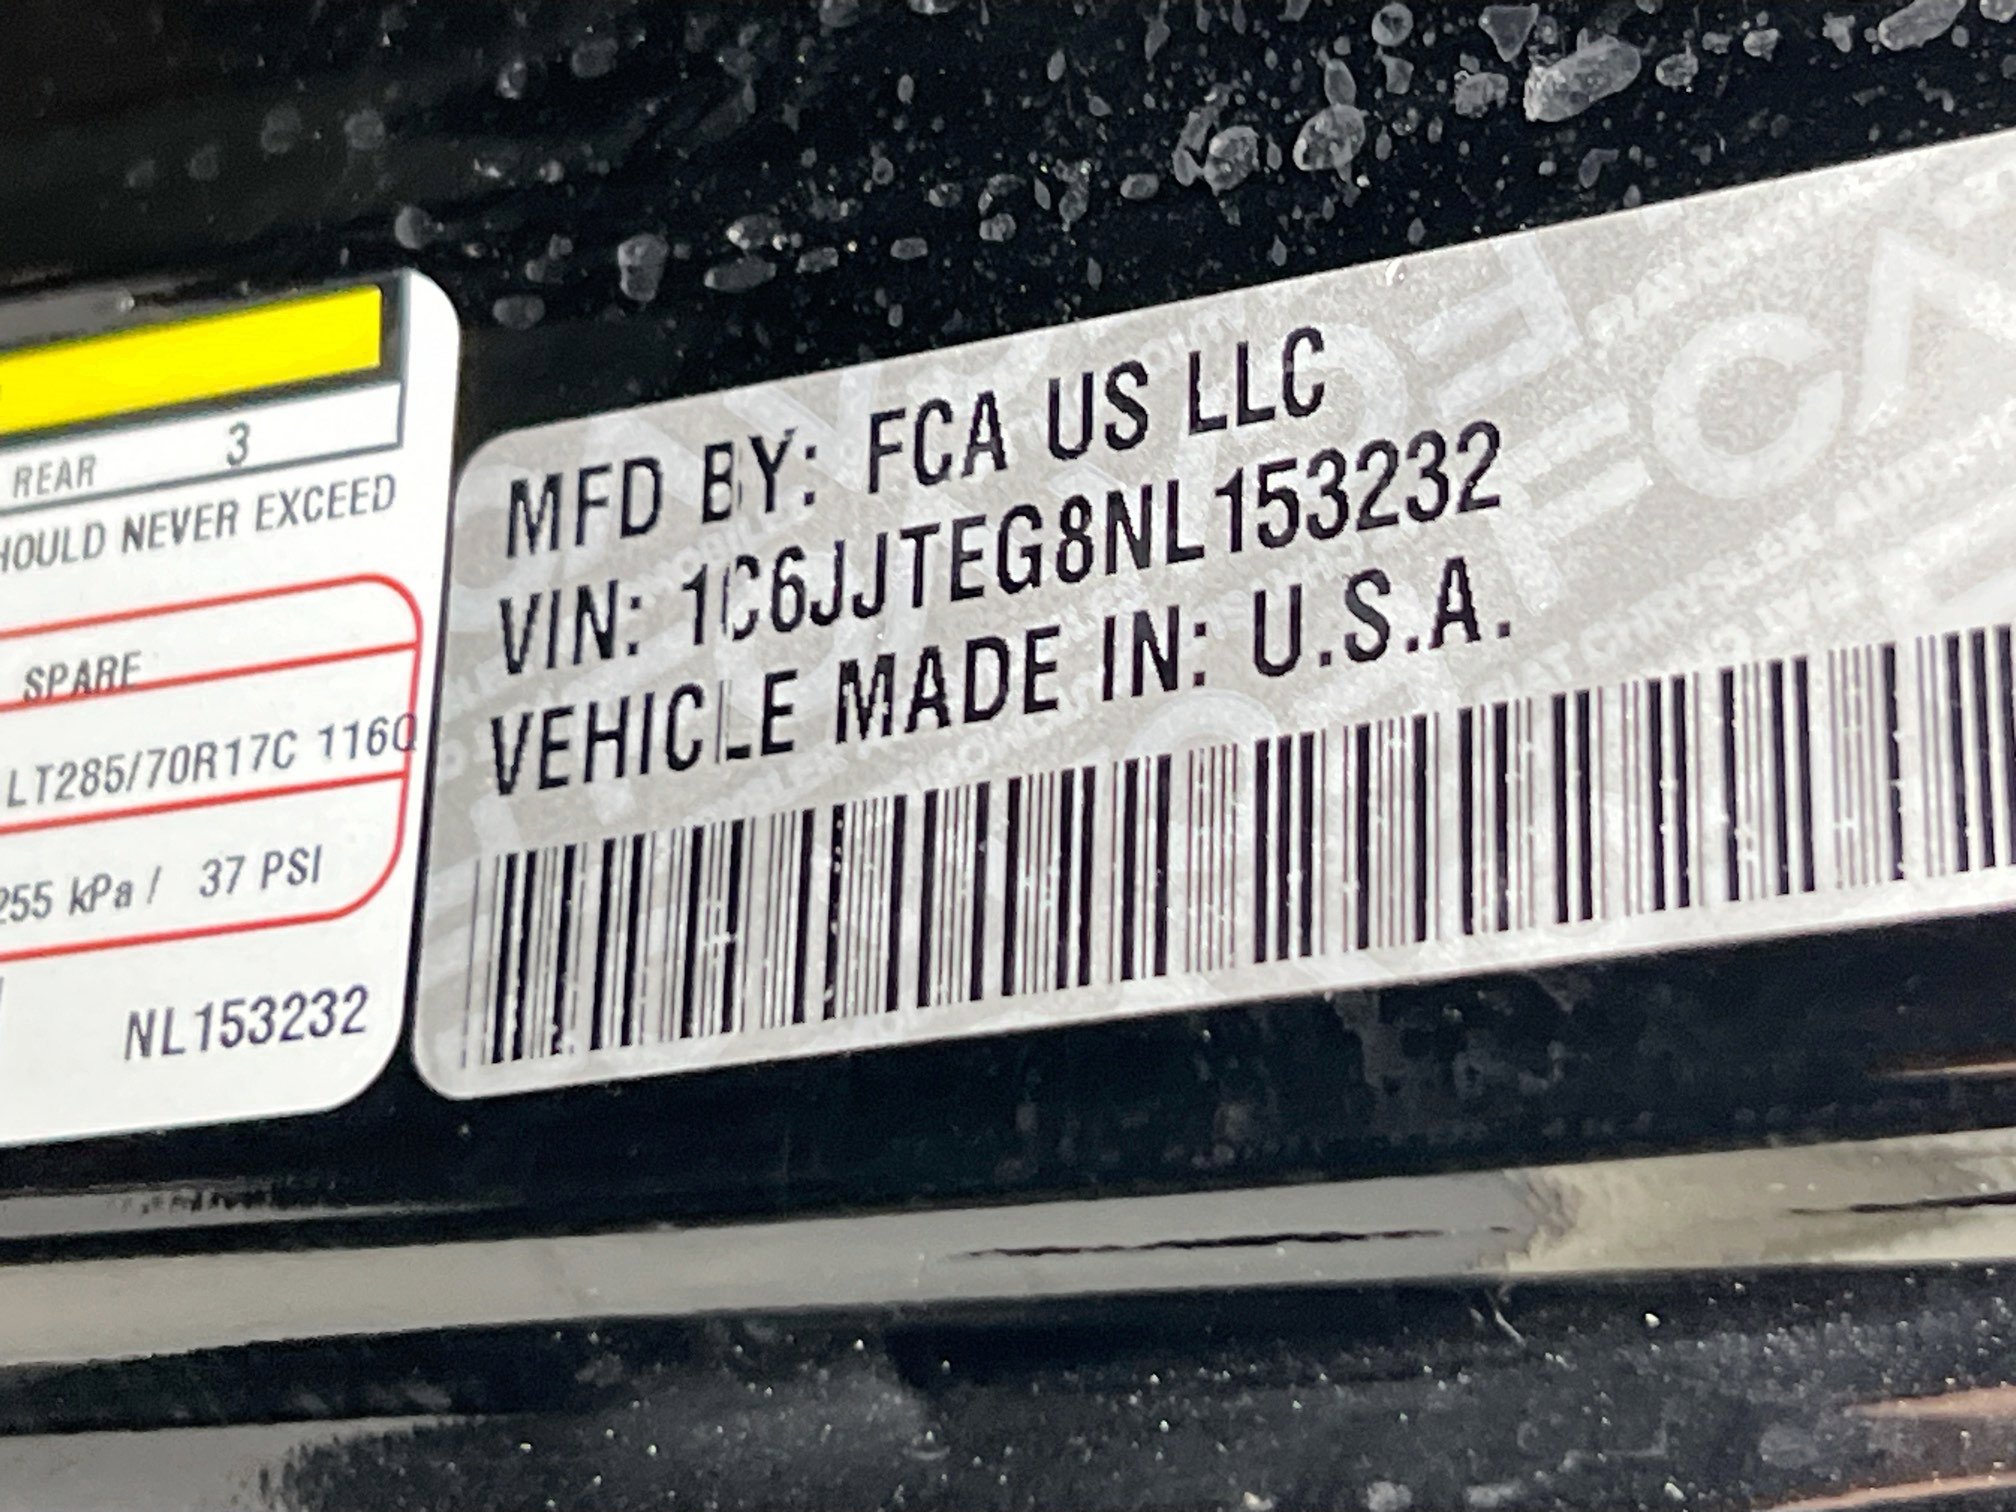 REAR 3
HOULD NEVER EXCEED
SPARE
LT285/70R17C 116Q
255 kPa / 37 PSI
NL153232
MFD BY: FCA US LLC
VIN: 1C6JJTEG8NL153232
VEHICLE MADE IN: U.S.A.